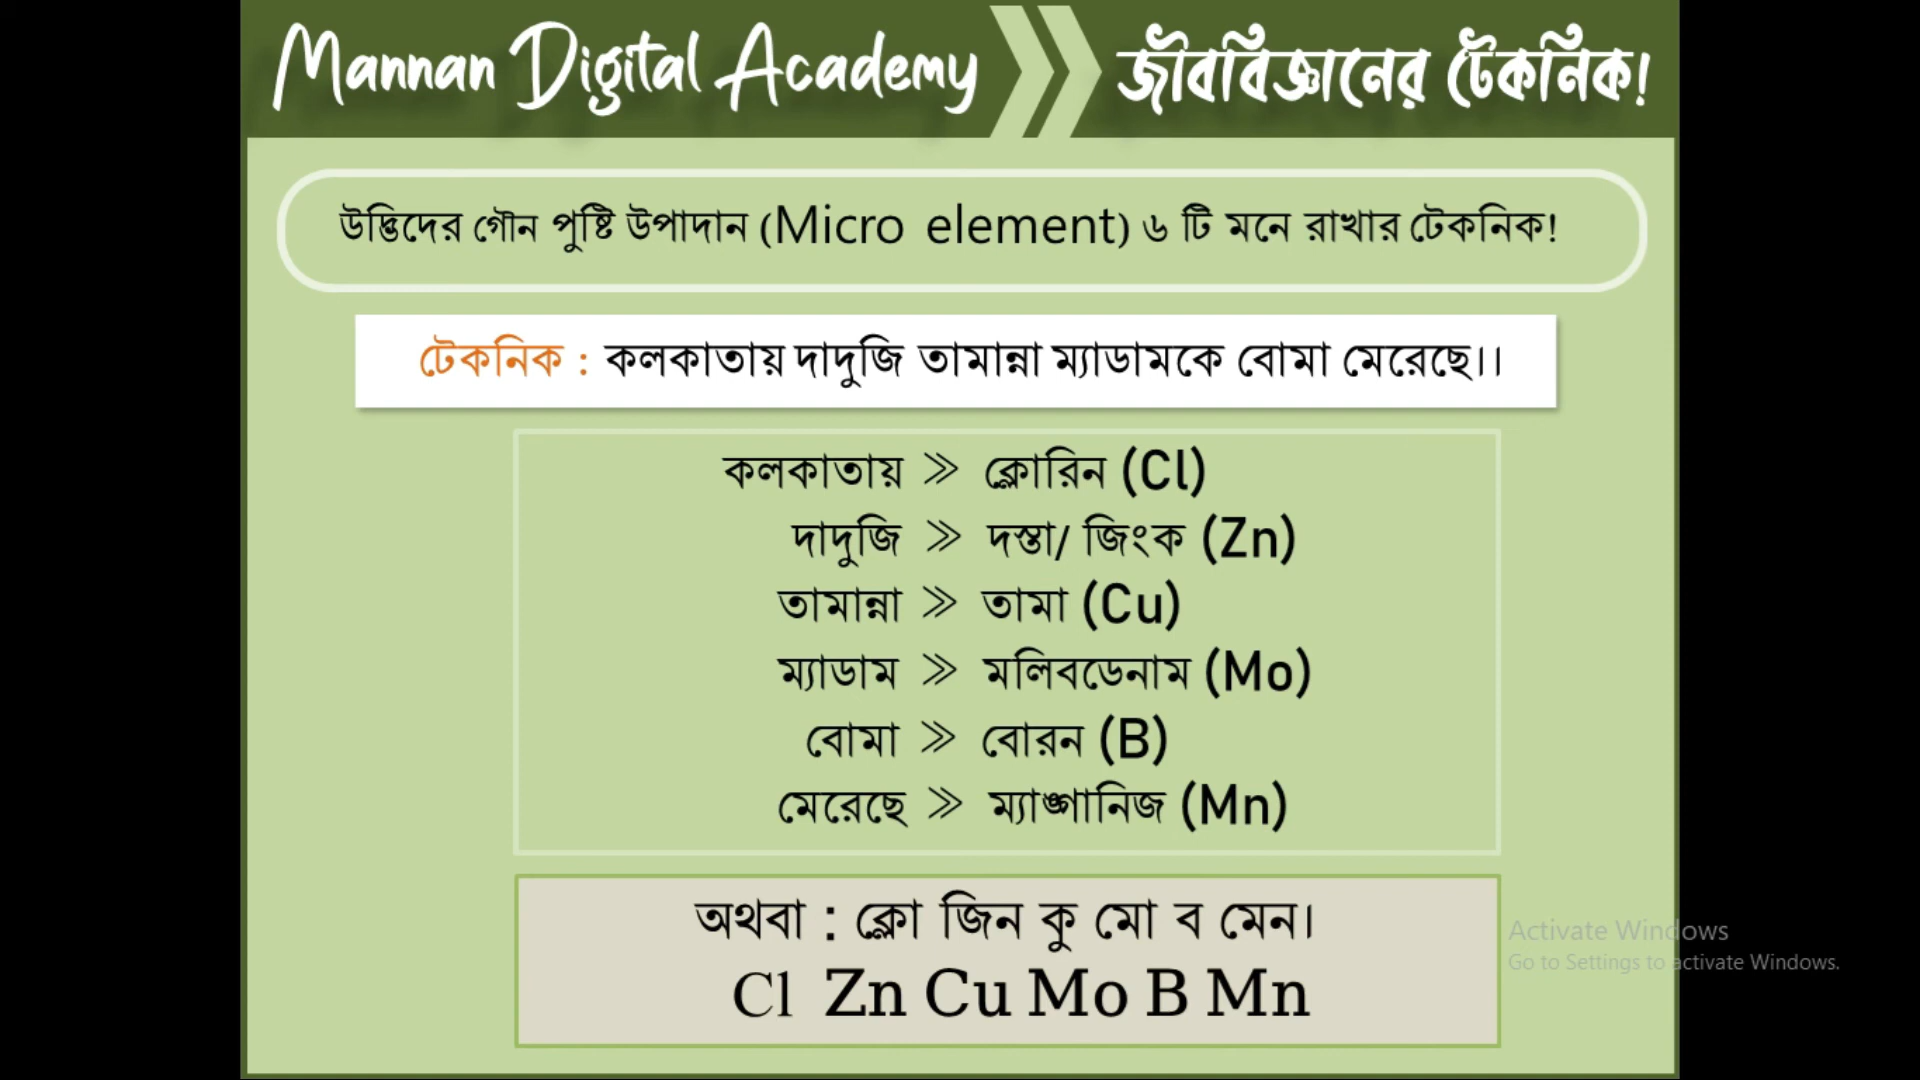 Mannan Digital Academy
জীববিজ্ঞানের টেকনিক!
উদ্ভিদের গৌন পুষ্টি উপাদান (Micro element) ৬ টি মনে রাখার টেকনিক!
টেকনিক : কলকাতায় দাদুজি তামান্না ম্যাডামকে বোমা মেরেছে।।
কলকাতায় ≫ ক্লোরিন (Cl)
দাদুজি ≫ দস্তা/ জিংক (Zn)
তামান্না ≫ তামা (Cu)
ম্যাডাম ≫ মলিবডেনাম (Mo)
বোমা ≫ বোরন (B)
মেরেছে ≫ ম্যাঙ্গানিজ (Mn)
অথবা : ক্লো জিন কু মো ব মেন।
Cl Zn Cu Mo B Mn
Activate Windows
Go to Settings to activate Windows.